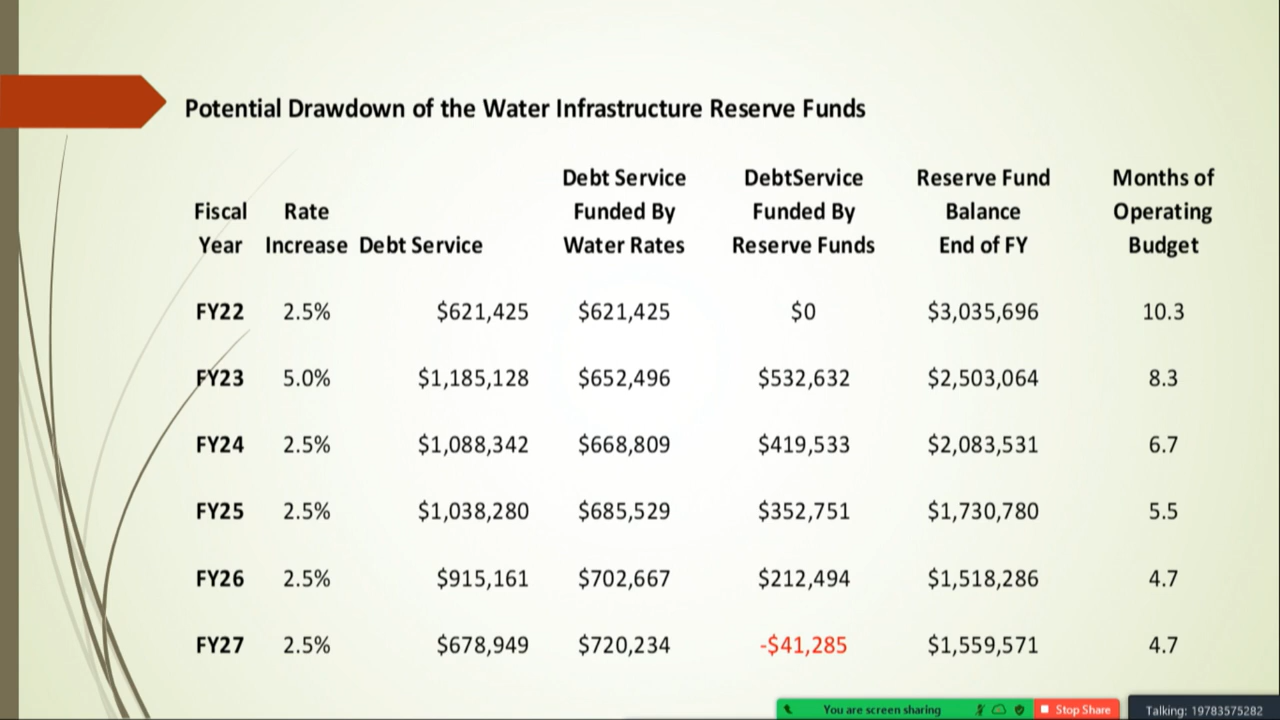 Potential Drawdown of the Water Infrastructure Reserve Funds
Debt Service DebtService Reserve Fund Months of
Fiscal Rate Funded By Funded By Balance Operating
Year Increase Debt Service Water Rates Reserve Funds End of FY Budget
FY22 2.5% $621,425 $621,425 $0 $3,035,696 10.3
FY23 5.0% $1,185,128 $652,496 $532,632 $2,503,064 8.3
FY24 2.5% $1,088,342 $668,809 $419,533 $2,083,531 6.7
FY25 2.5% $1,038,280 $685,529 $352,751 $1,730,780 5.5
FY26 2.5% $915,161 $702,667 $212,494 $1,518,286 4.7
FY27 2.5% $678,949 $720,234 -$41,285 $1,559,571 4.7
You are screen sharing Stop Share Talking: 19783575282